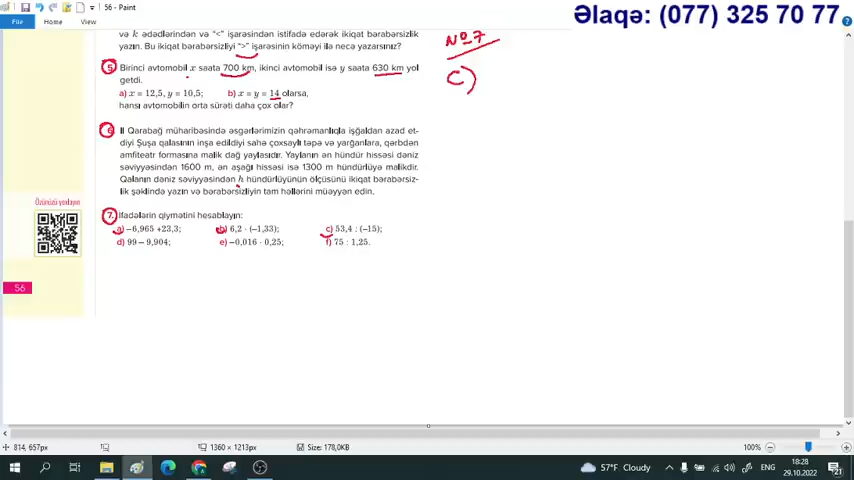 56 - Paint
Əlaqə: (077) 325 70 77
File Home View
və k ədədlərindən və “<” işarəsindən istifadə edərək ikiqat bərabərsizlik
yazın. Bu ikiqat bərabərsizliyi “>” işarəsinin köməyi ilə necə yazarsınız?
5 Birinci avtomobil x saata 700 km, ikinci avtomobil isə y saata 630 km yol
getdi.
a) x = 12,5, y = 10,5; b) x = y = 14 olarsa,
hansı avtomobilin orta sürəti daha çox olar?
6 II Qarabağ müharibəsində əsgərlərimizin qəhrəmanlıqla işğaldan azad et-
diyi Şuşa qalasının inşa edildiyi sahə çoxsaylı təpə və yarğanlara, qərbdən
amfiteatr formasına malik dağ yaylasıdır. Yaylanın ən hündür hissəsi dəniz
səviyyəsindən 1600 m, ən aşağı hissəsi isə 1300 m hündürlüyə malikdir.
Qalanın dəniz səviyyəsindən h hündürlüyünün ölçüsünü ikiqat bərabərsiz-
lik şəklində yazın və bərabərsizliyin tam həllərini müəyyən edin.
Özünüzü yoxlayın
7. İfadələrin qiymətini hesablayın:
a) −6,965 +23,3; b) 6,2 · (−1,33); c) 53,4 : (−15);
d) 99 − 9,904; e) −0,016 · 0,25; f) 75 : 1,25.
56
№7
C)
814, 657px 1360 × 1213px Size: 178,0KB 100%
57°F Cloudy ENG 18:28
29.10.2022 21